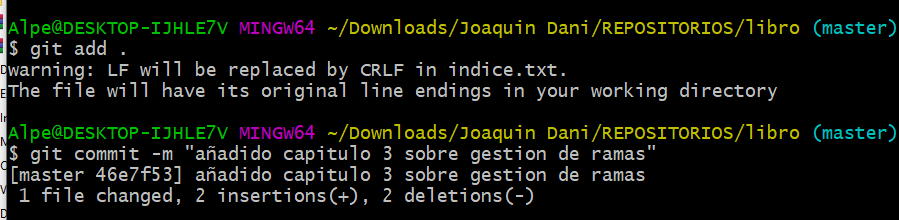 Alpe@DESKTOP-IJHLE7V MINGW64 ~/Downloads/Joaquin Dani/REPOSITORIOS/libro (master)
$ git add .
warning: LF will be replaced by CRLF in indice.txt.
The file will have its original line endings in your working directory
Alpe@DESKTOP-IJHLE7V MINGW64 ~/Downloads/Joaquin Dani/REPOSITORIOS/libro (master)
$ git commit -m "añadido capitulo 3 sobre gestion de ramas"
[master 46e7f53] añadido capitulo 3 sobre gestion de ramas
1 file changed, 2 insertions(+), 2 deletions(-)